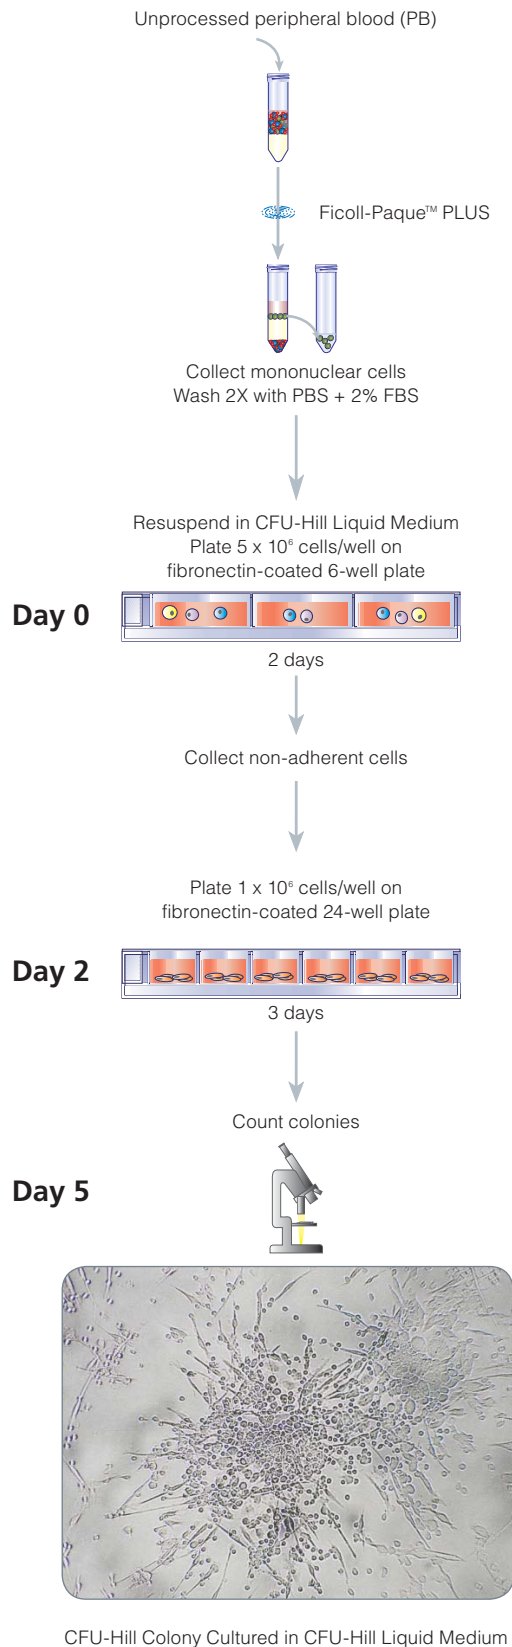 Unprocessed peripheral blood (PB)
Ficoll-Paque™ PLUS
Collect mononuclear cells
Wash 2X with PBS + 2% FBS
Resuspend in CFU-Hill Liquid Medium
Plate 5 x 10⁶ cells/well on
fibronectin-coated 6-well plate
Day 0
2 days
Collect non-adherent cells
Plate 1 x 10⁶ cells/well on
fibronectin-coated 24-well plate
Day 2
3 days
Count colonies
Day 5
CFU-Hill Colony Cultured in CFU-Hill Liquid Medium